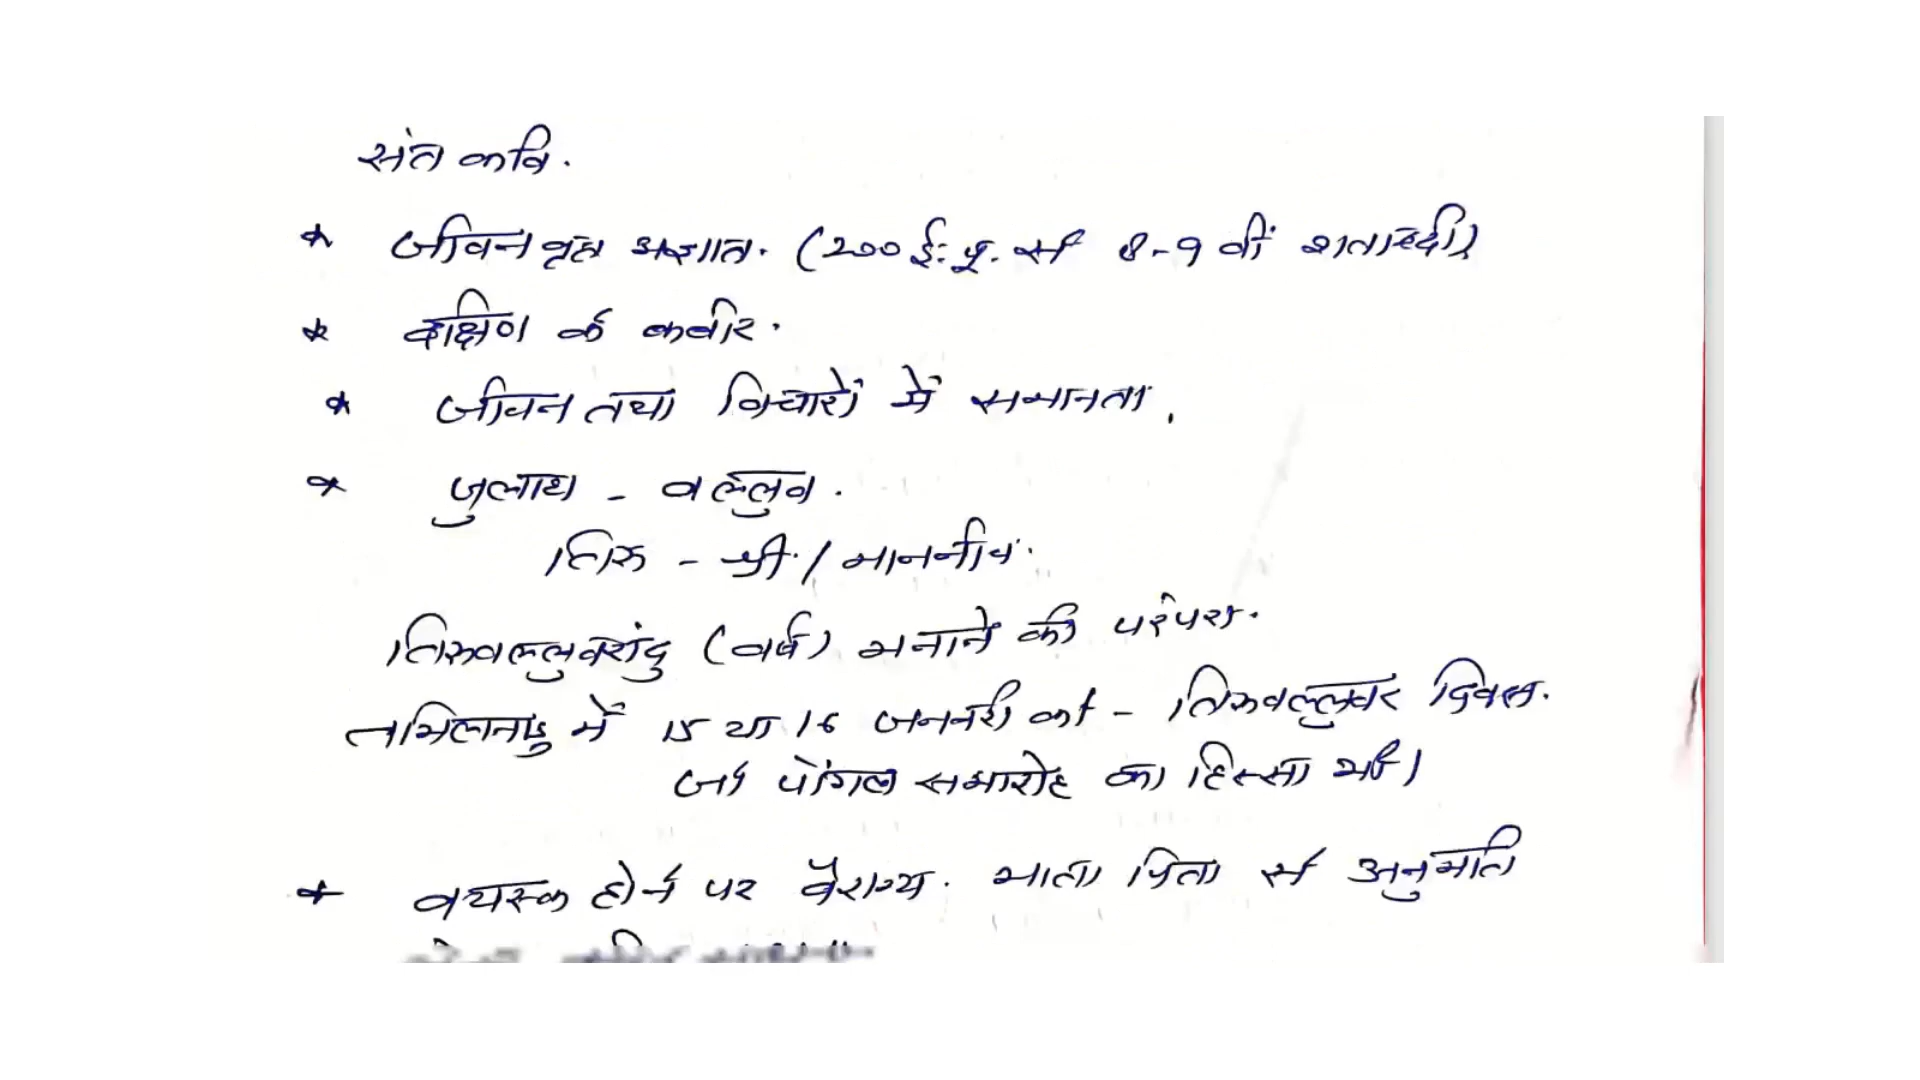 संत कवि.
* जीवन वृत्त अज्ञात. (200 ई. पू. से 8-9 वीं शताब्दी)
* दक्षिण के कबीर.
* जीवन तथा विचारों में समानता.
* जुलाधा - वल्लुव.
तिरु - श्री / माननीय.
तिरुवल्लुवरांदु (वर्ष) मनाने की परंपरा.
तमिलनाडु में 15 या 16 जनवरी को - तिरुवल्लुवर दिवस.
जो पोंगल समारोह का हिस्सा है।
* वयस्क होने पर वैराग्य. माता पिता से अनुमति